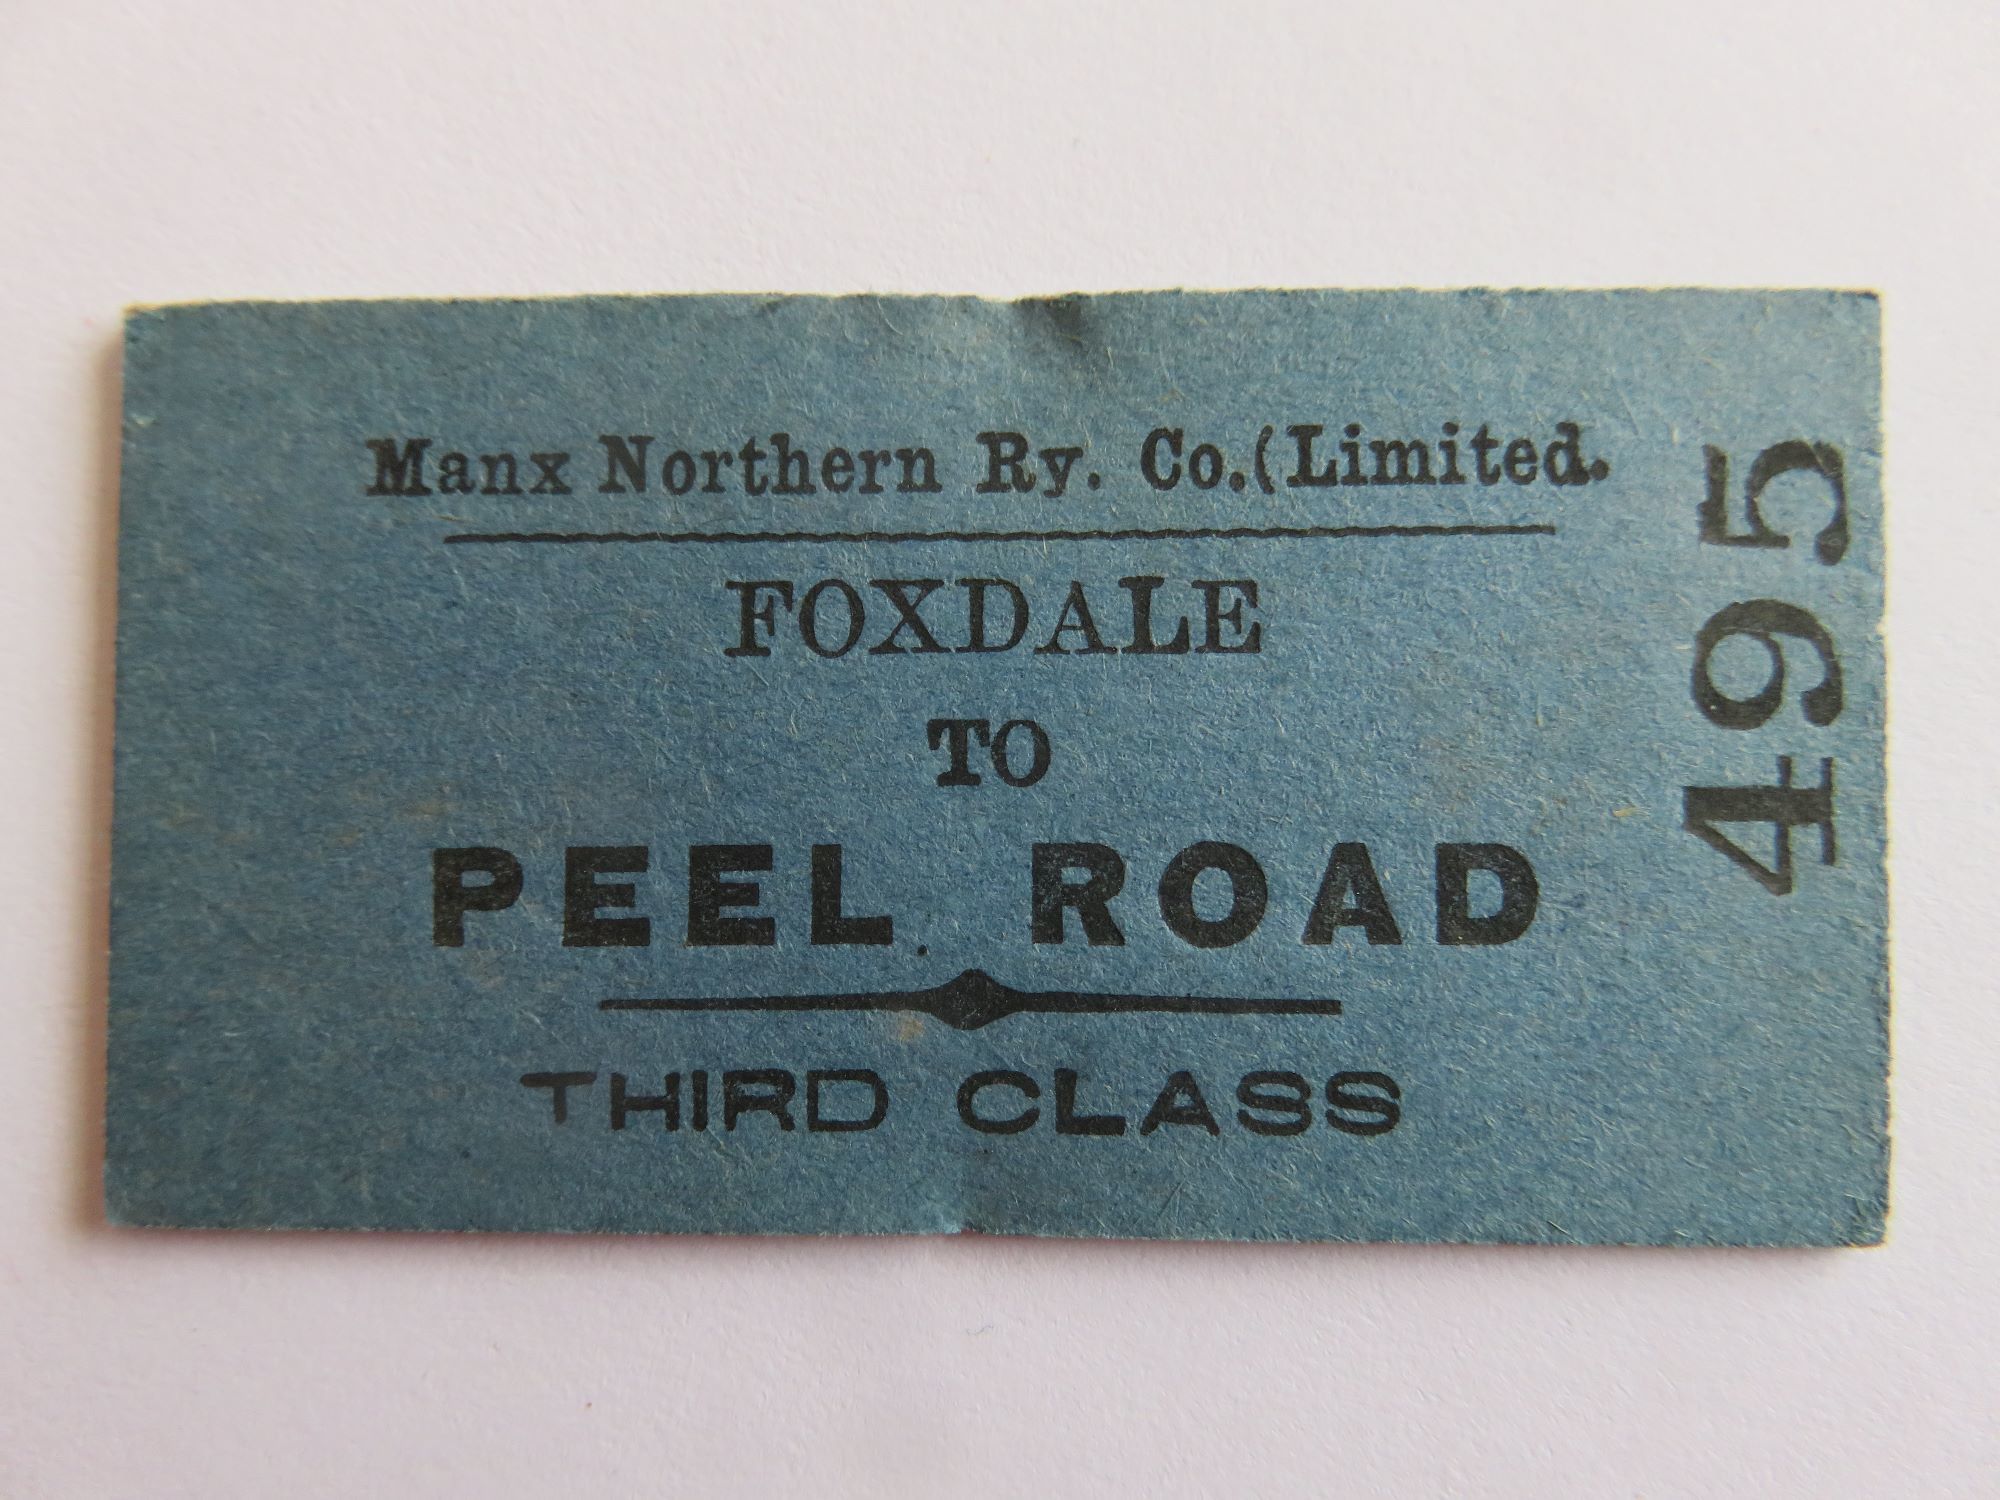 Manx Northern Ry. Co.(Limited.
FOXDALE
TO
PEEL ROAD
THIRD CLASS
495